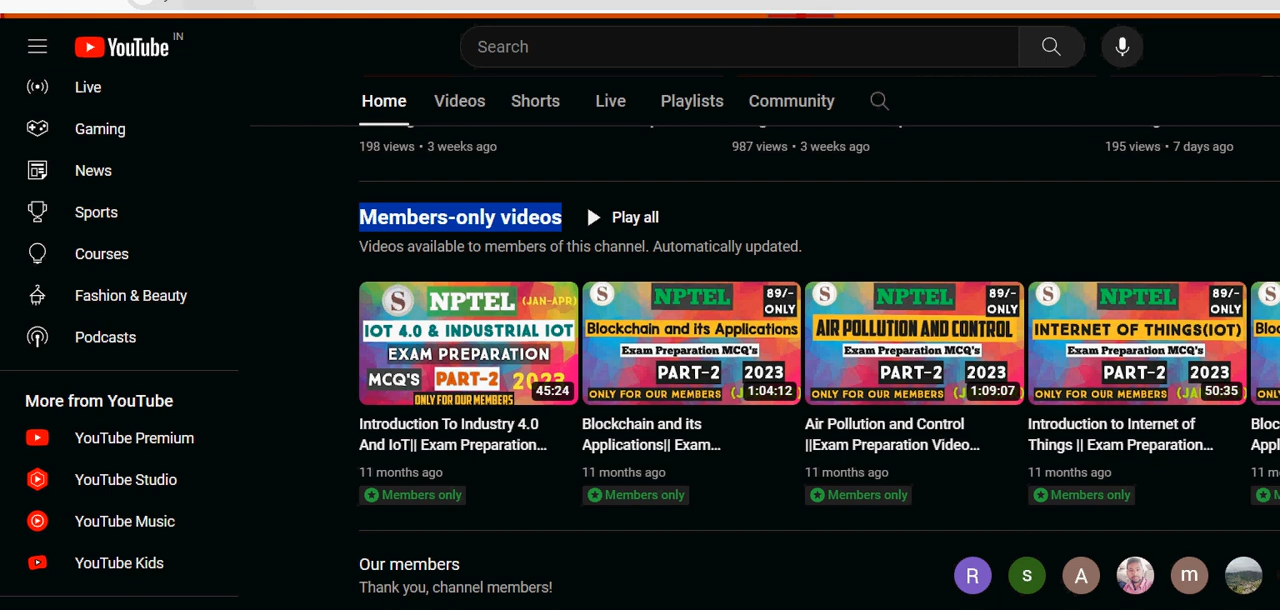 YouTube IN
Search
Live
Gaming
News
Sports
Courses
Fashion & Beauty
Podcasts
More from YouTube
YouTube Premium
YouTube Studio
YouTube Music
YouTube Kids
Home Videos Shorts Live Playlists Community
198 views • 3 weeks ago
987 views • 3 weeks ago
195 views • 7 days ago
Members-only videos Play all
Videos available to members of this channel. Automatically updated.
S NPTEL (JAN-APR)
IOT 4.0 & INDUSTRIAL IOT
EXAM PREPARATION
MCQ'S PART-2 2023
ONLY FOR OUR MEMBERS
45:24
Introduction To Industry 4.0
And IoT|| Exam Preparation...
11 months ago
Members only
S NPTEL 89/-
ONLY
Blockchain and its Applications
Exam Preparation MCQ's
PART-2 2023
ONLY FOR OUR MEMBERS
1:04:12
Blockchain and its
Applications|| Exam...
11 months ago
Members only
S NPTEL 89/-
ONLY
AIR POLLUTION AND CONTROL
Exam Preparation MCQ's
PART-2 2023
ONLY FOR OUR MEMBERS
1:09:07
Air Pollution and Control
||Exam Preparation Video...
11 months ago
Members only
S NPTEL 89/-
ONLY
INTERNET OF THINGS(IOT)
Exam Preparation MCQ's
PART-2 2023
ONLY FOR OUR MEMBERS
50:35
Introduction to Internet of
Things || Exam Preparation...
11 months ago
Members only
Our members
Thank you, channel members!
R s A m